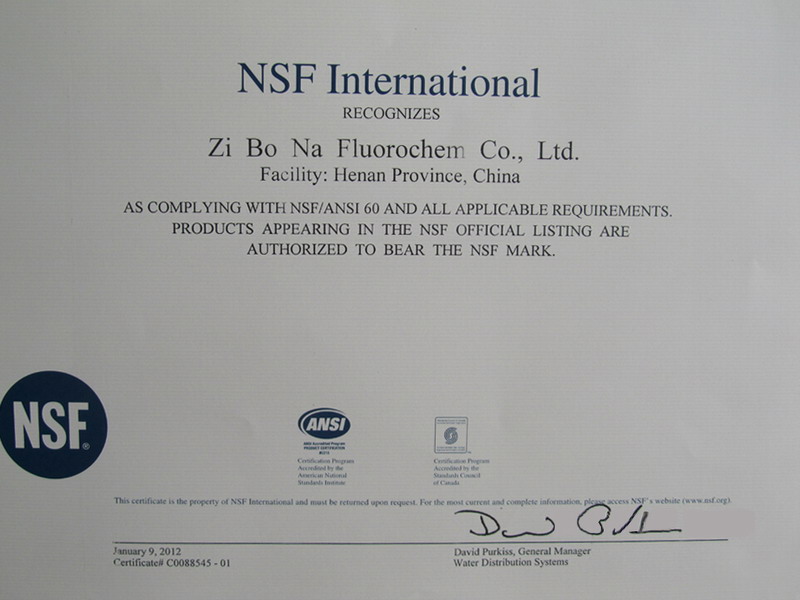 NSF International
RECOGNIZES
Zi Bo Na Fluorochem Co., Ltd.
Facility: Henan Province, China
AS COMPLYING WITH NSF/ANSI 60 AND ALL APPLICABLE REQUIREMENTS.
PRODUCTS APPEARING IN THE NSF OFFICIAL LISTING ARE
AUTHORIZED TO BEAR THE NSF MARK.
NSF®
ANSI
ANSI Accredited Program
PRODUCT CERTIFICATION
Certification Program
Accredited by the
American National
Standards Institute
Certification Program
Accredited by the
Standards Council
of Canada
This certificate is the property of NSF International and must be returned upon request. For the most current and complete information, please access NSF's website (www.nsf.org).
January 9, 2012
Certificate# C0088545 - 01
David Purkiss, General Manager
Water Distribution Systems